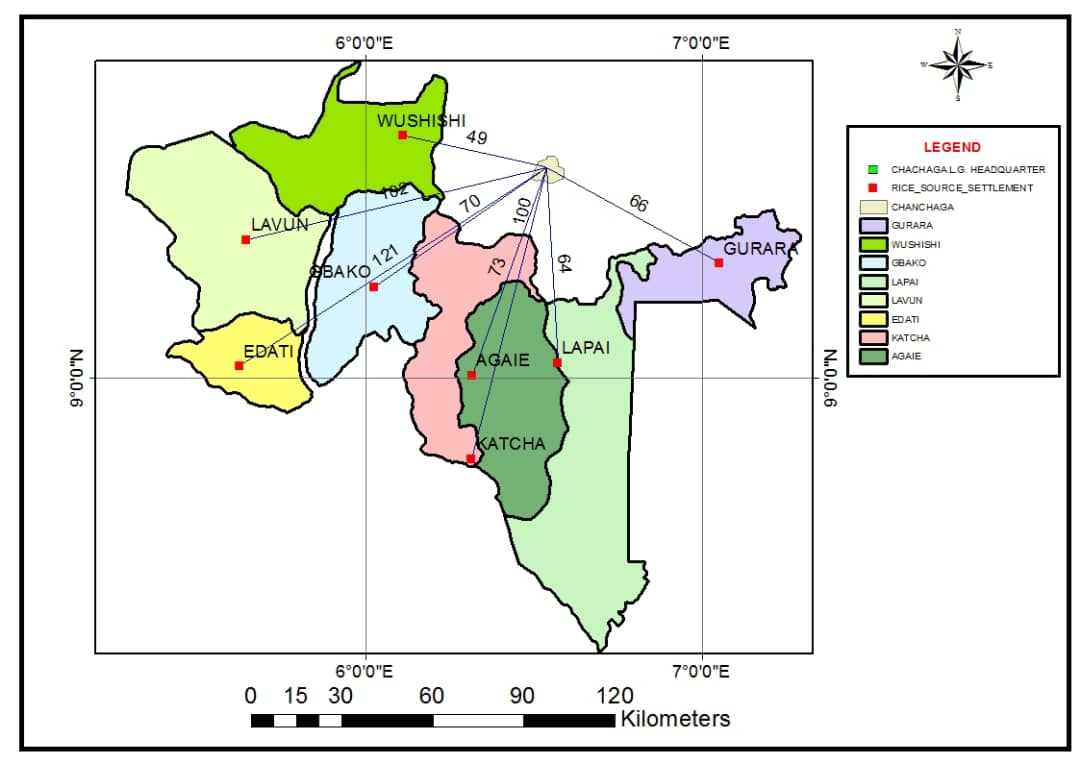 6°0'0"E 7°0'0"E
N
W E
S
WUSHISHI
49
LEGEND
CHACHAGA L.G. HEADQUARTER
RICE_SOURCE_SETTLEMENT
CHANCHAGA
GURARA
WUSHISHI
GBAKO
LAPAI
LAVUN
EDATI
KATCHA
AGAIE
102
70
100
66
LAVUN
GURARA
121
GBAKO
73
64
EDATI
AGAIE
LAPAI
9°0'0"N
9°0'0"N
KATCHA
6°0'0"E 7°0'0"E
0 15 30 60 90 120
Kilometers